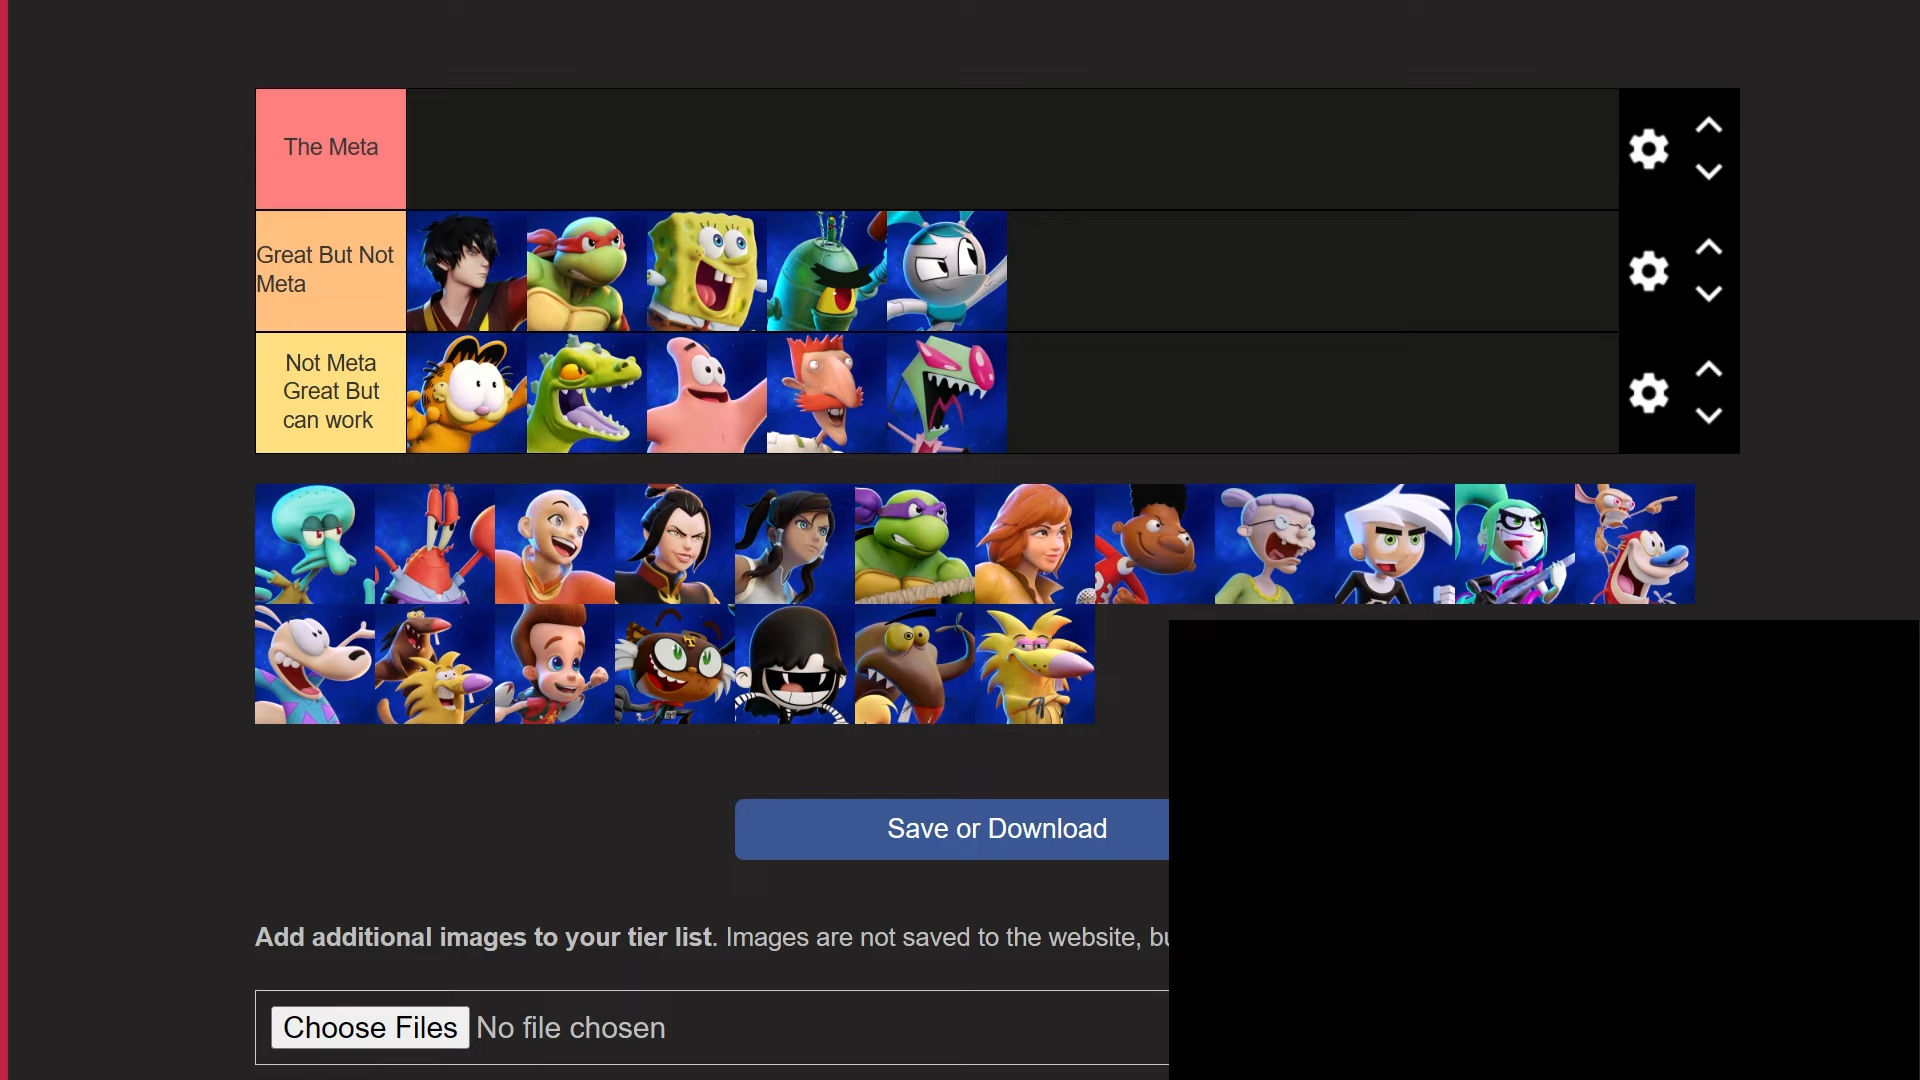 The Meta
Great But Not
Meta
Not Meta
Great But
can work
Save or Download
Add additional images to your tier list. Images are not saved to the website, bu
Choose Files No file chosen